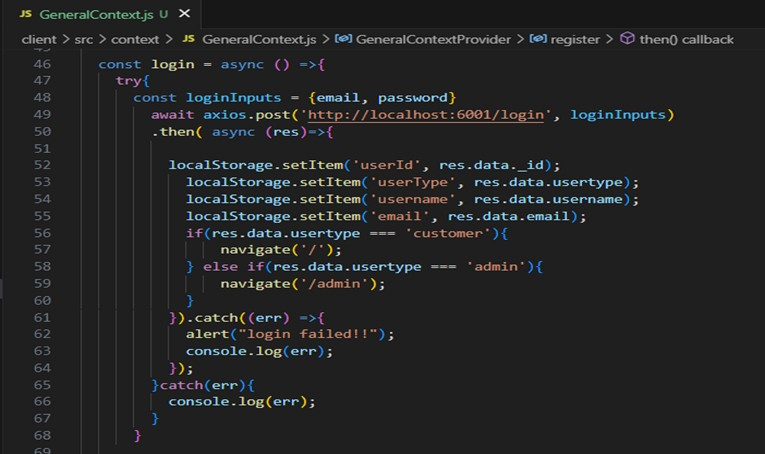 JS GeneralContext.js U ×
client > src > context > JS GeneralContext.js > GeneralContextProvider > register > then() callback
46 const login = async () =>{
47 try{
48 const loginInputs = {email, password}
49 await axios.post('http://localhost:6001/login', loginInputs)
50 .then( async (res)=>{
51
52 localStorage.setItem('userId', res.data._id);
53 localStorage.setItem('userType', res.data.usertype);
54 localStorage.setItem('username', res.data.username);
55 localStorage.setItem('email', res.data.email);
56 if(res.data.usertype === 'customer'){
57 navigate('/');
58 } else if(res.data.usertype === 'admin'){
59 navigate('/admin');
60 }
61 }).catch((err) =>{
62 alert("login failed!!");
63 console.log(err);
64 });
65 }catch(err){
66 console.log(err);
67 }
68 }
69